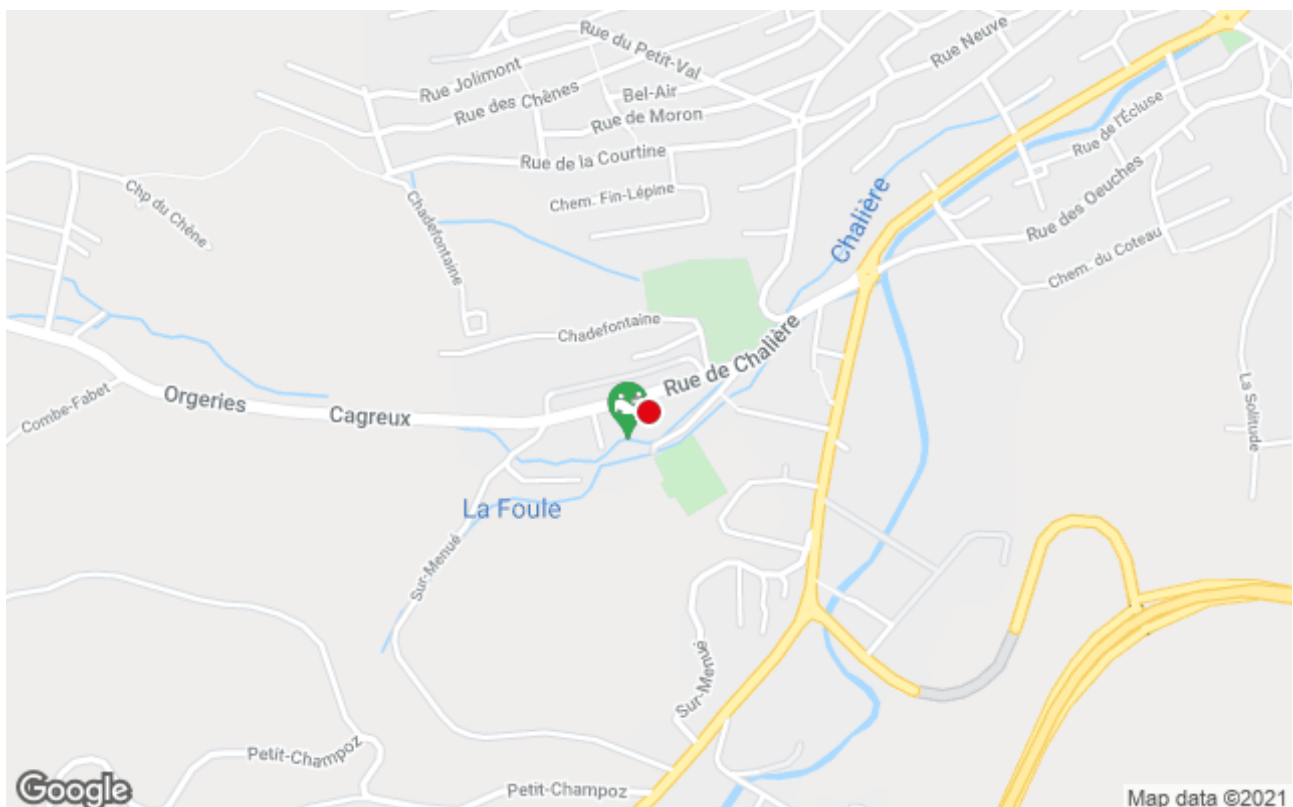 Rue du Petit-Val
Rue Neuve
Rue Jolimont
Rue des Chênes
Bel-Air
Rue de Moron
Rue de l'Écluse
Rue de la Courtine
Chp du Chêne
Chem. Fin-Lépine
Chalière
Rue des Oeuches
Chadefontaine
Chem. du Coteau
Chadefontaine
Rue de Chalière
Combe-Fabet
Orgeries
Cagreux
La Solitude
La Foule
Sur-Menué
Sur-Menué
Petit-Champoz
Petit-Champoz
Google
Map data ©2021